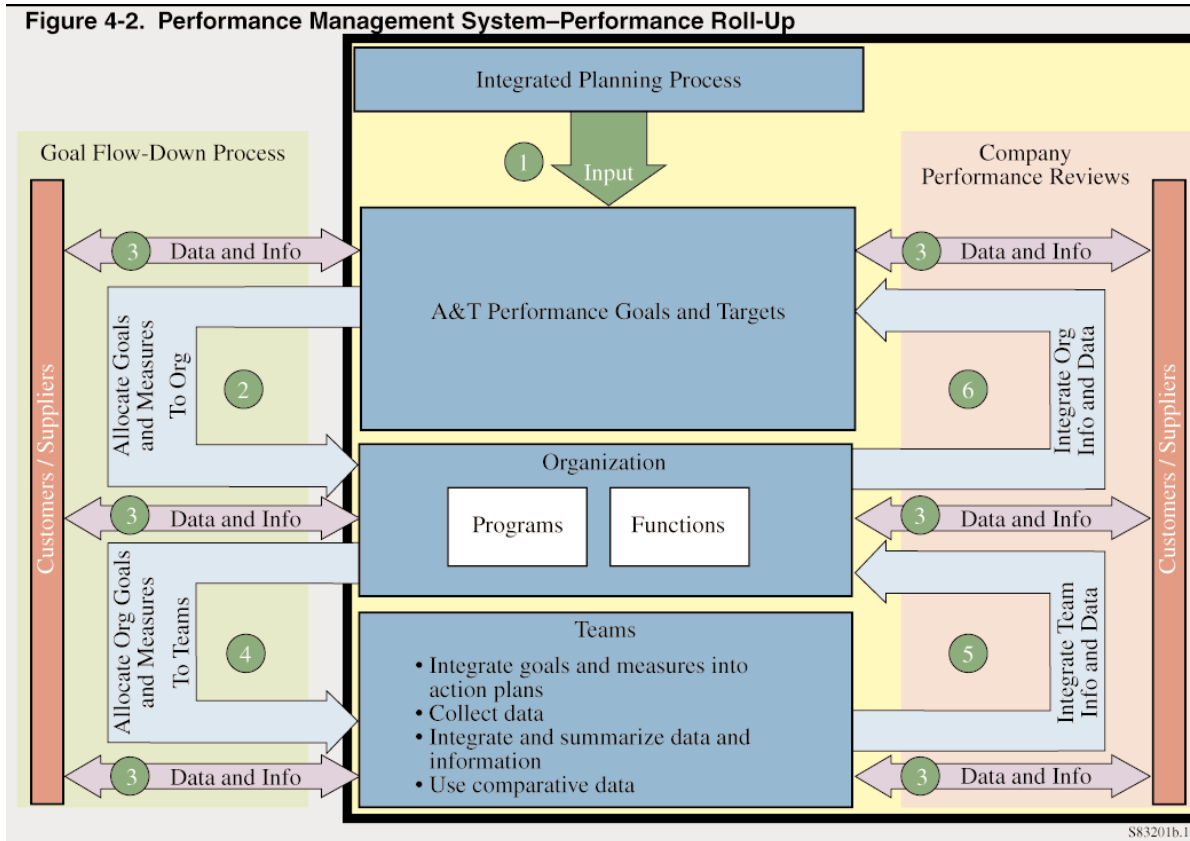 Figure 4-2. Performance Management System–Performance Roll-Up
Integrated Planning Process
1
Input
Goal Flow-Down Process
Company
Performance Reviews
Customers / Suppliers
3
Data and Info
A&T Performance Goals and Targets
3
Data and Info
Customers / Suppliers
Allocate Goals
and Measures
To Org
2
6
Integrate Org
Info and Data
Organization
Programs
Functions
3
Data and Info
3
Data and Info
Allocate Org Goals
and Measures
To Teams
4
Teams
• Integrate goals and measures into
action plans
• Collect data
• Integrate and summarize data and
information
• Use comparative data
5
Integrate Team
Info and Data
3
Data and Info
3
Data and Info
S83201b.1